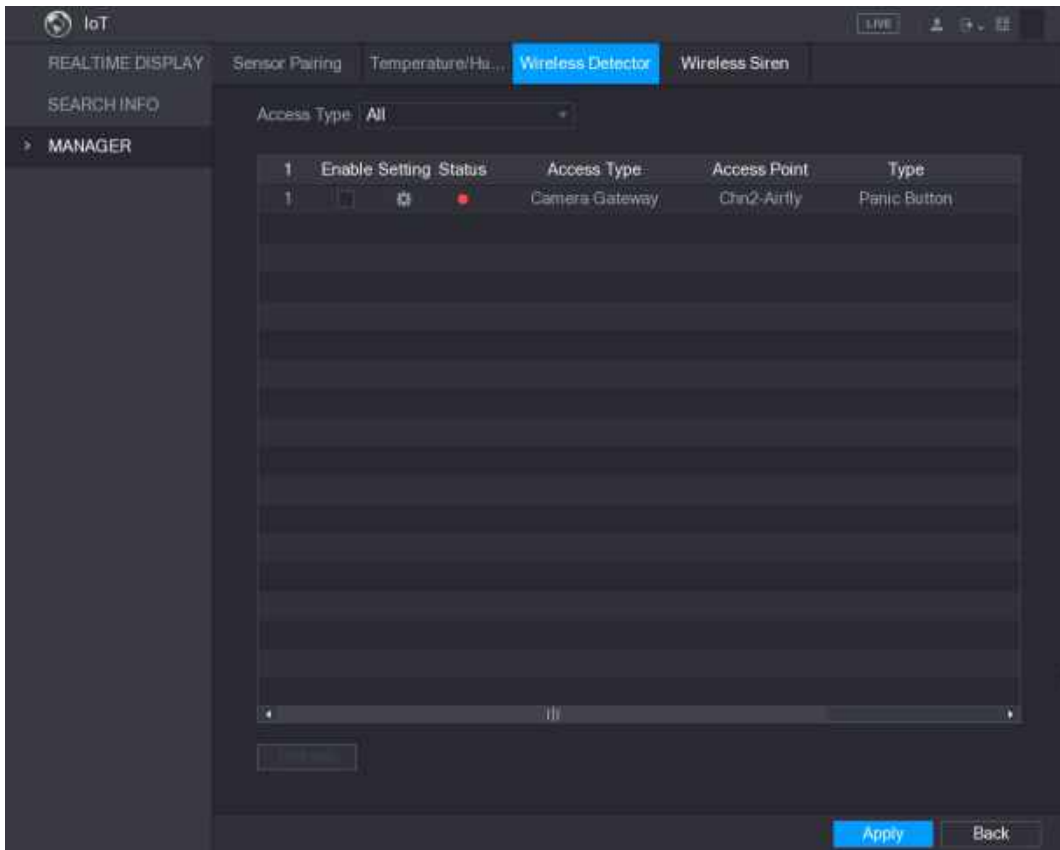 IoT
LIVE
REALTIME DISPLAY
SEARCH INFO
MANAGER
Sensor Pairing Temperature/Hu... Wireless Detector Wireless Siren
Access Type All
1 Enable Setting Status Access Type Access Point Type
1 Camera Gateway Chn2-Airfly Panic Button
Apply Back